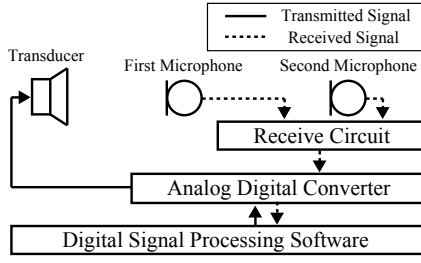 Transmitted Signal
Received Signal
Transducer
First Microphone
Second Microphone
Receive Circuit
Analog Digital Converter
Digital Signal Processing Software